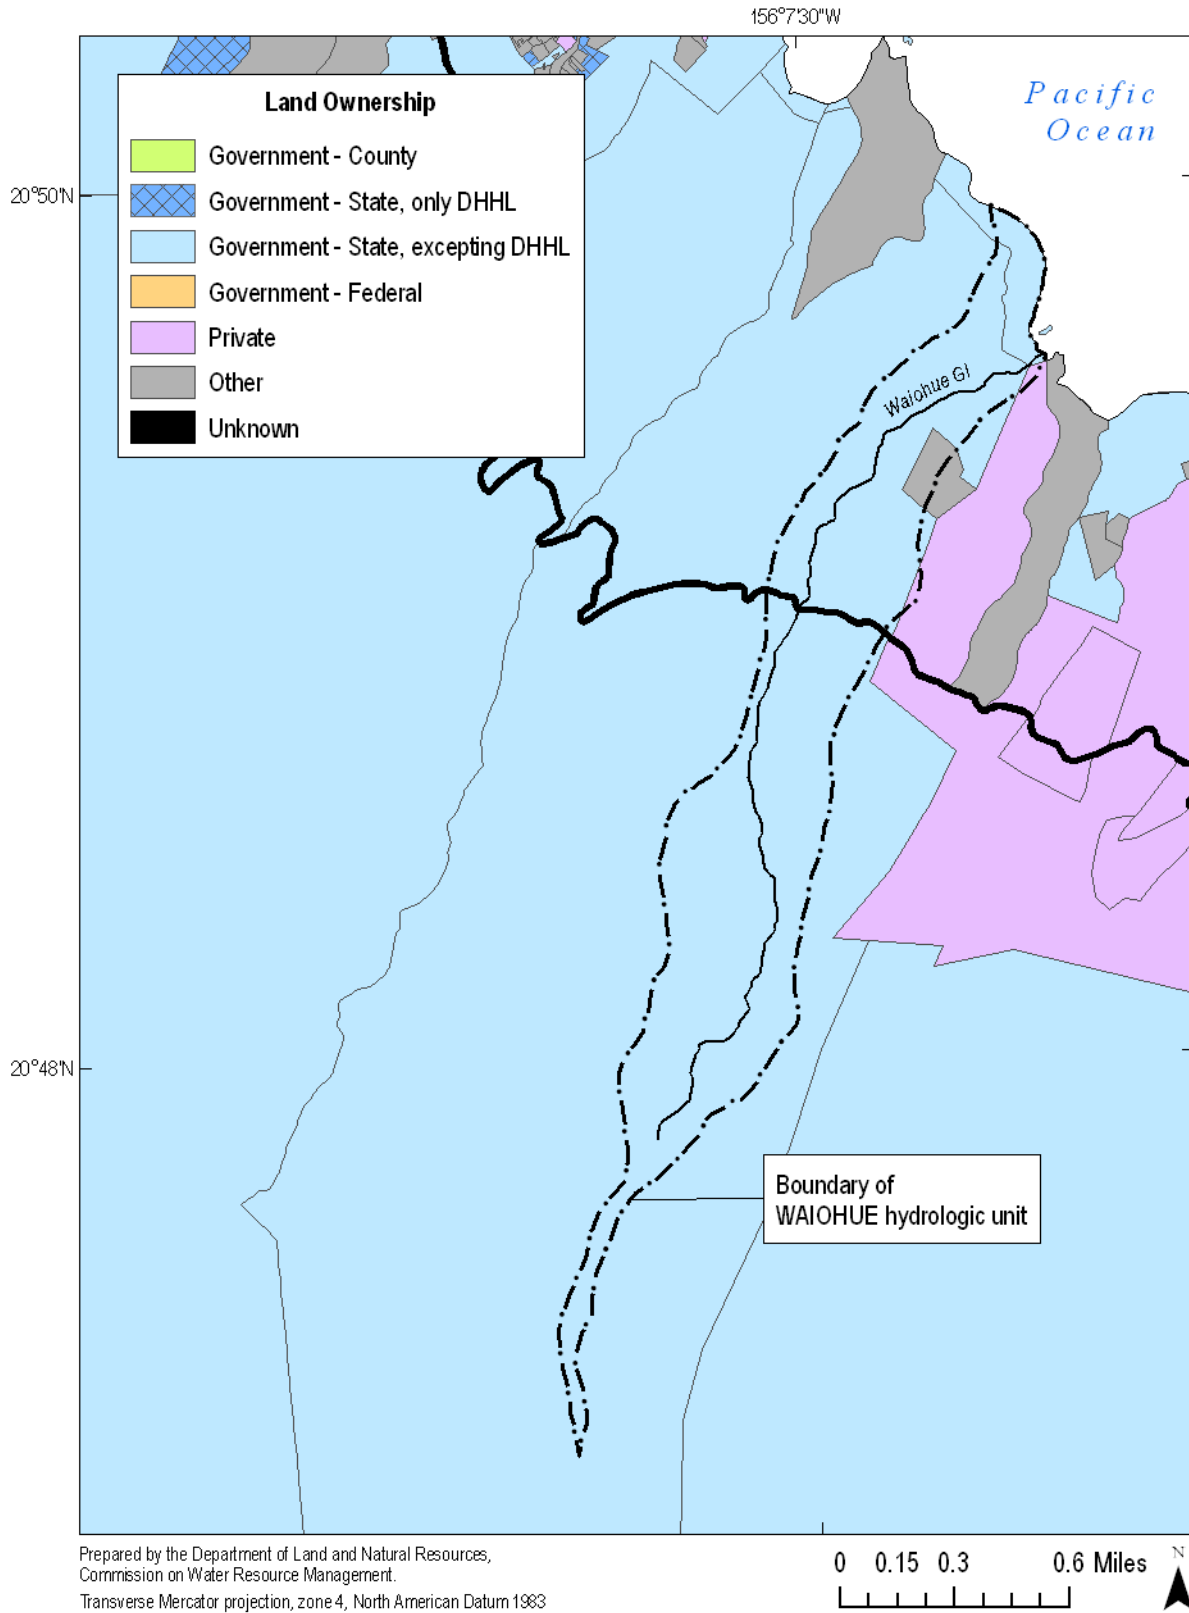 156°7'30"W
Pacific
Ocean
Land Ownership
Government - County
Government - State, only DHHL
Government - State, excepting DHHL
Government - Federal
Private
Other
Unknown
20°50'N
Waiohue Gl
20°48'N
Boundary of
WAIOHUE hydrologic unit
Prepared by the Department of Land and Natural Resources,
Commission on Water Resource Management.
Transverse Mercator projection, zone 4, North American Datum 1983
0 0.15 0.3 0.6 Miles
N